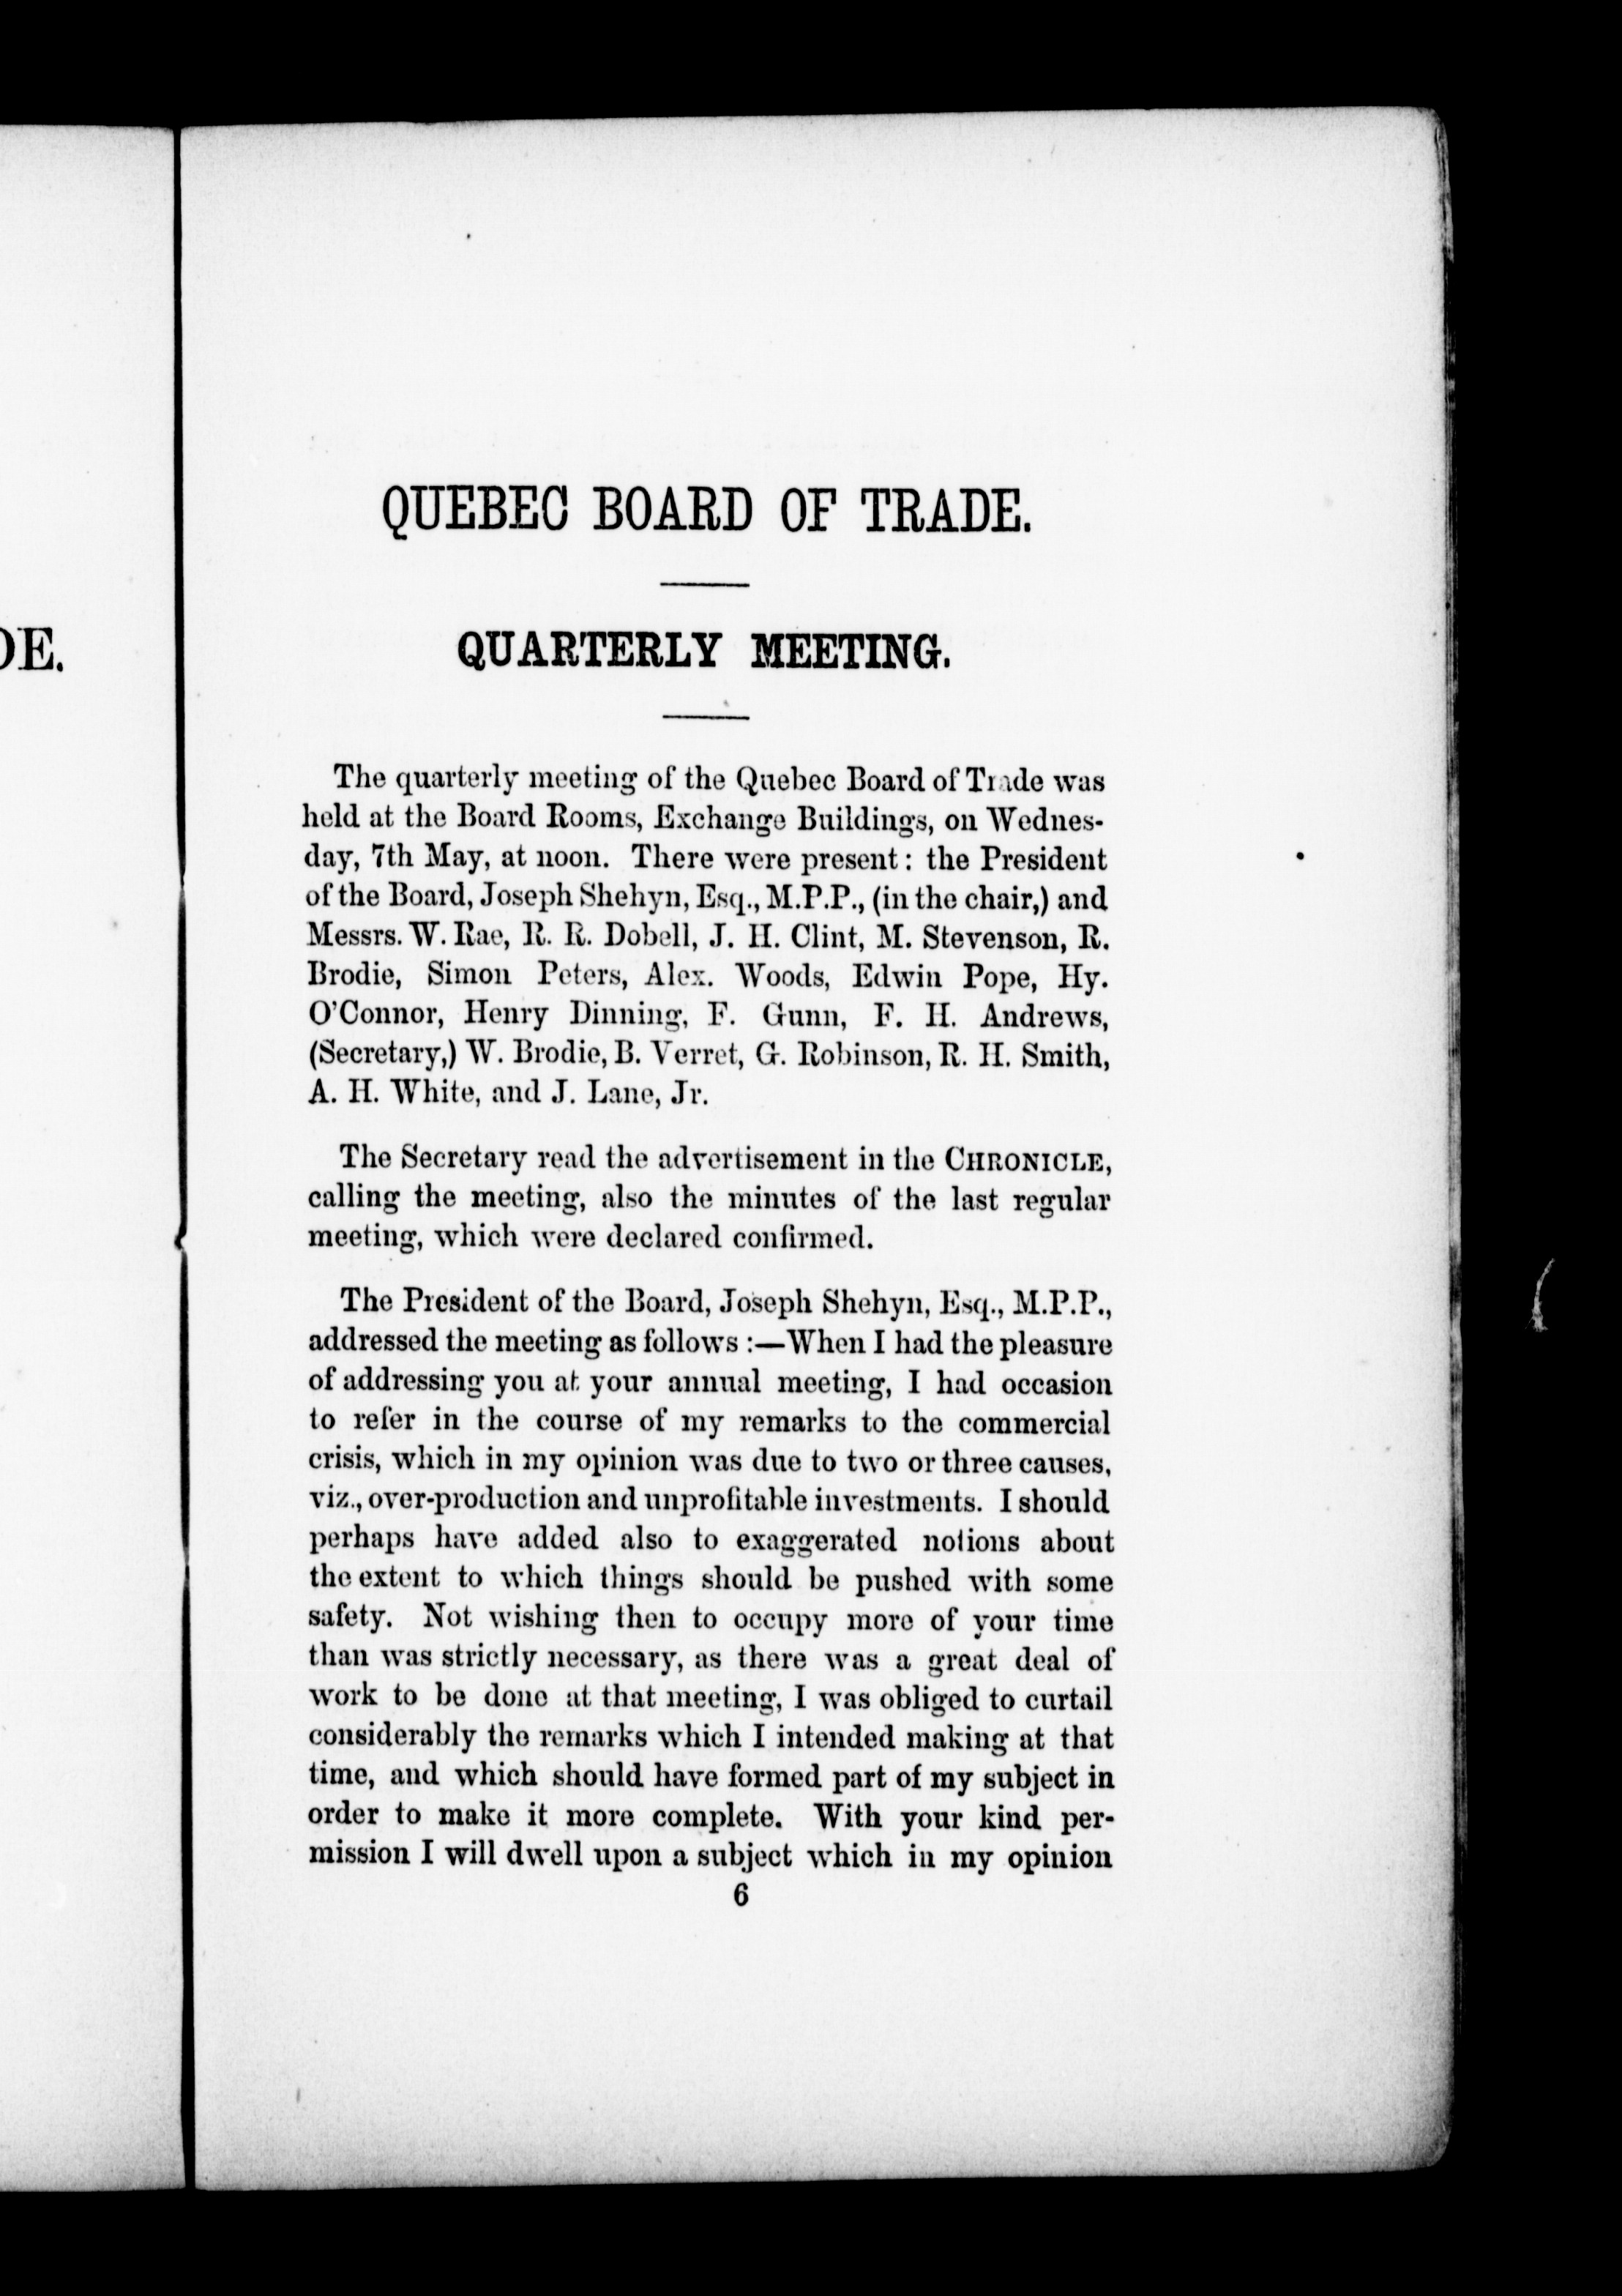 DE.
QUEBEC BOARD OF TRADE.
QUARTERLY MEETING.
The quarterly meeting of the Quebec Board of Trade was
held at the Board Rooms, Exchange Buildings, on Wednes-
day, 7th May, at noon. There were present: the President
of the Board, Joseph Shehyn, Esq., M.P.P., (in the chair,) and
Messrs. W. Rae, R. R. Dobell, J. H. Clint, M. Stevenson, R.
Brodie, Simon Peters, Alex. Woods, Edwin Pope, Hy.
O'Connor, Henry Dinning, F. Gunn, F. H. Andrews,
(Secretary,) W. Brodie, B. Verret, G. Robinson, R. H. Smith,
A. H. White, and J. Lane, Jr.
The Secretary read the advertisement in the CHRONICLE,
calling the meeting, also the minutes of the last regular
meeting, which were declared confirmed.
The President of the Board, Joseph Shehyn, Esq., M.P.P.,
addressed the meeting as follows :—When I had the pleasure
of addressing you at your annual meeting, I had occasion
to refer in the course of my remarks to the commercial
crisis, which in my opinion was due to two or three causes,
viz., over-production and unprofitable investments. I should
perhaps have added also to exaggerated notions about
the extent to which things should be pushed with some
safety. Not wishing then to occupy more of your time
than was strictly necessary, as there was a great deal of
work to be done at that meeting, I was obliged to curtail
considerably the remarks which I intended making at that
time, and which should have formed part of my subject in
order to make it more complete. With your kind per-
mission I will dwell upon a subject which in my opinion
6